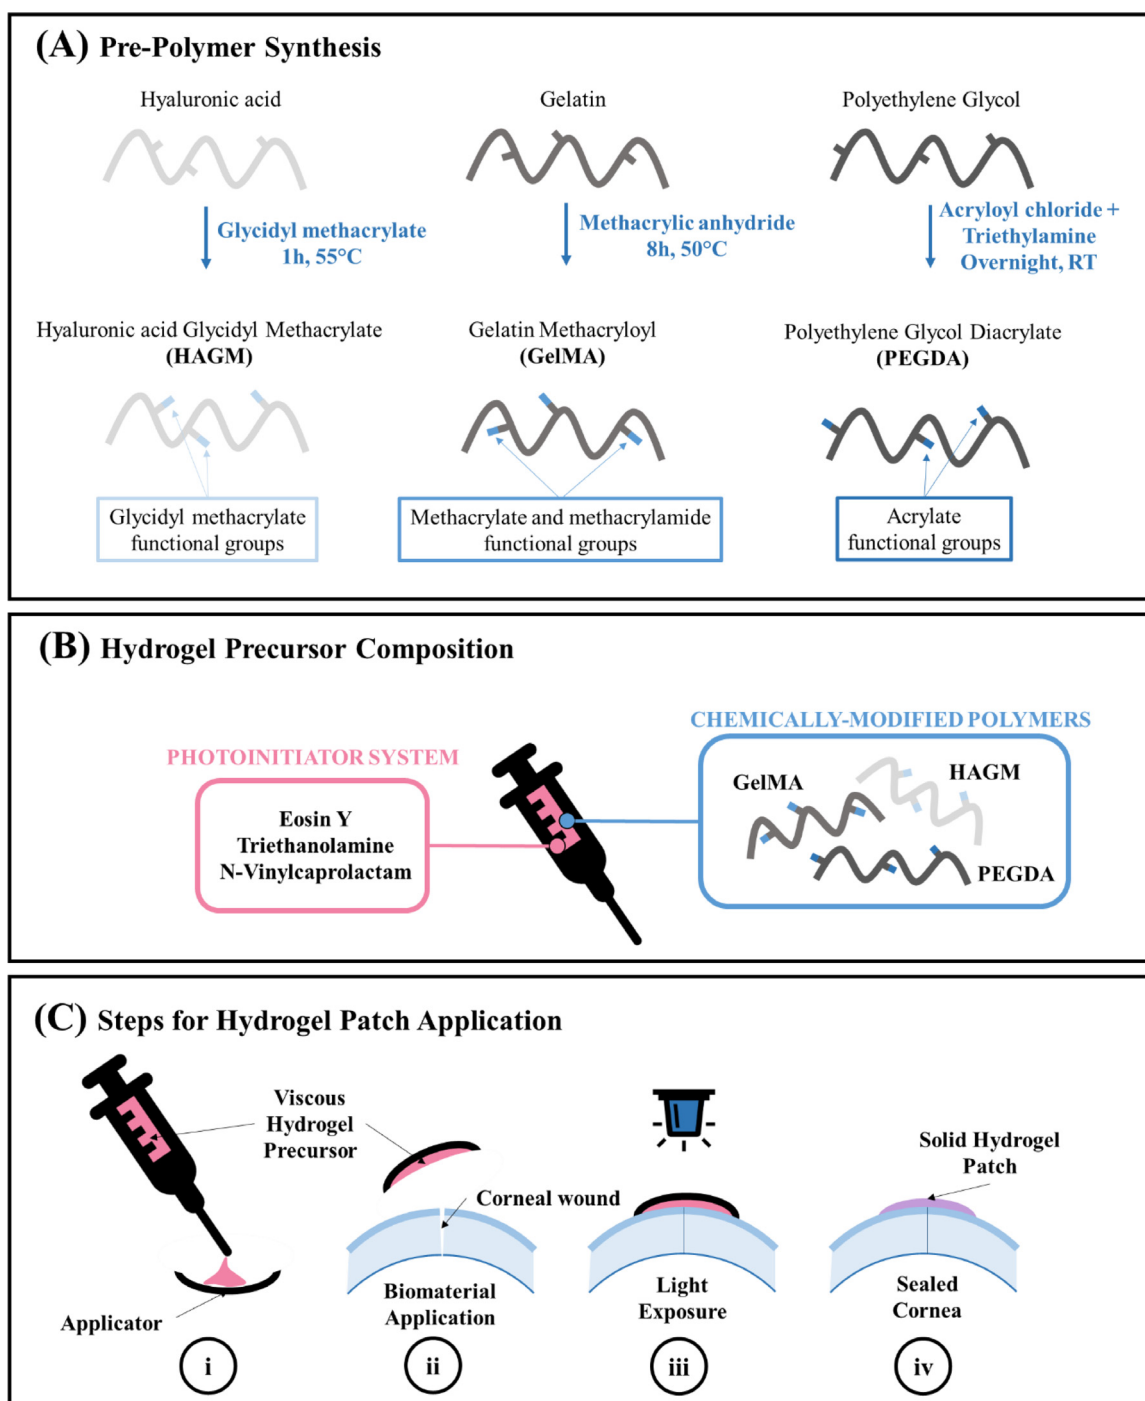 (A) Pre-Polymer Synthesis
Hyaluronic acid
Gelatin
Polyethylene Glycol
Glycidyl methacrylate
1h, 55°C
Methacrylic anhydride
8h, 50°C
Acryloyl chloride +
Triethylamine
Overnight, RT
Hyaluronic acid Glycidyl Methacrylate
(HAGM)
Gelatin Methacryloyl
(GelMA)
Polyethylene Glycol Diacrylate
(PEGDA)
Glycidyl methacrylate
functional groups
Methacrylate and methacrylamide
functional groups
Acrylate
functional groups
(B) Hydrogel Precursor Composition
PHOTOINITIATOR SYSTEM
Eosin Y
Triethanolamine
N-Vinylcaprolactam
CHEMICALLY-MODIFIED POLYMERS
GelMA
HAGM
PEGDA
(C) Steps for Hydrogel Patch Application
Viscous
Hydrogel
Precursor
Applicator
i
Corneal wound
Biomaterial
Application
ii
Light
Exposure
iii
Solid Hydrogel
Patch
Sealed
Cornea
iv